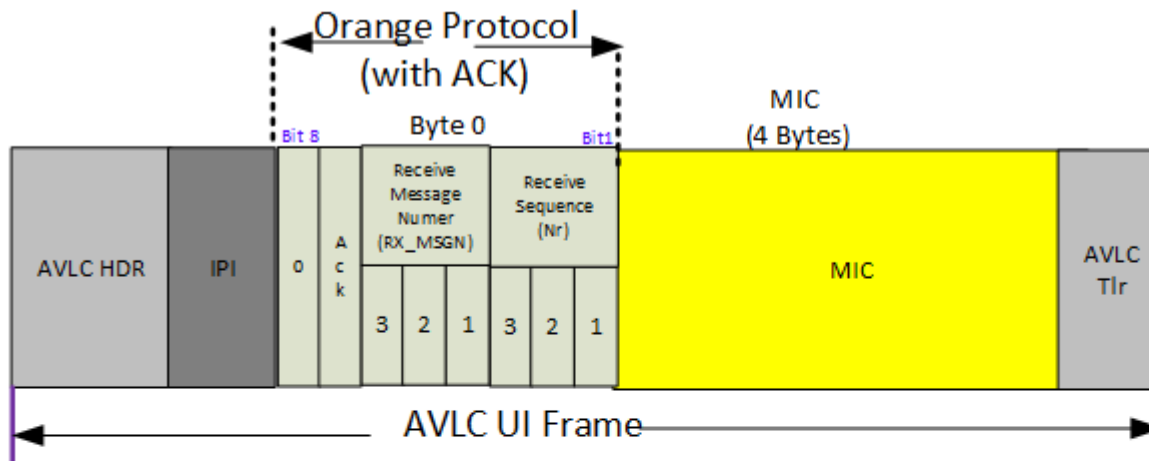 Orange Protocol
(with ACK)
MIC
(4 Bytes)
Bit 8
Byte 0
Bit1
AVLC HDR
IPI
0
A
c
k
Receive
Message
Numer
(RX_MSGN)
Receive
Sequence
(Nr)
3 2 1 3 2 1
MIC
AVLC
Tlr
AVLC UI Frame